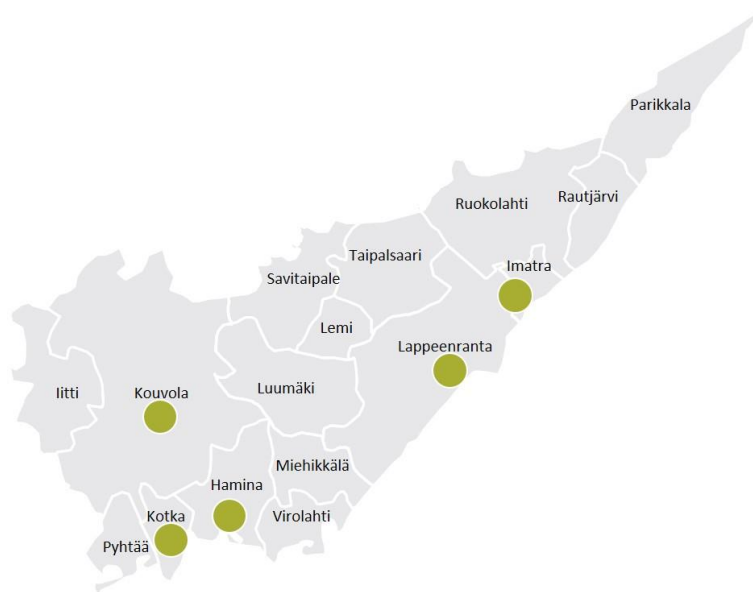 Parikkala
Rautjärvi
Ruokolahti
Taipalsaari
Imatra
Savitaipale
Lemi
Lappeenranta
Iitti
Kouvola
Luumäki
Miehikkälä
Hamina
Kotka
Virolahti
Pyhtää